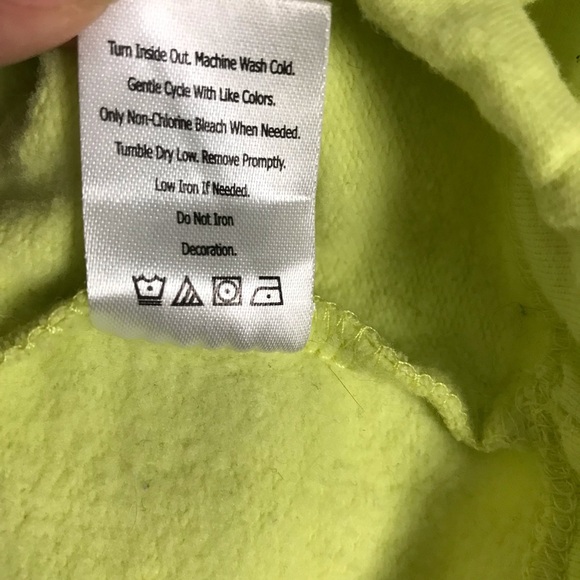 Turn Inside Out. Machine Wash Cold.
Gentle Cycle With Like Colors.
Only Non-Chlorine Bleach When Needed.
Tumble Dry Low. Remove Promptly.
Low Iron If Needed.
Do Not Iron
Decoration.